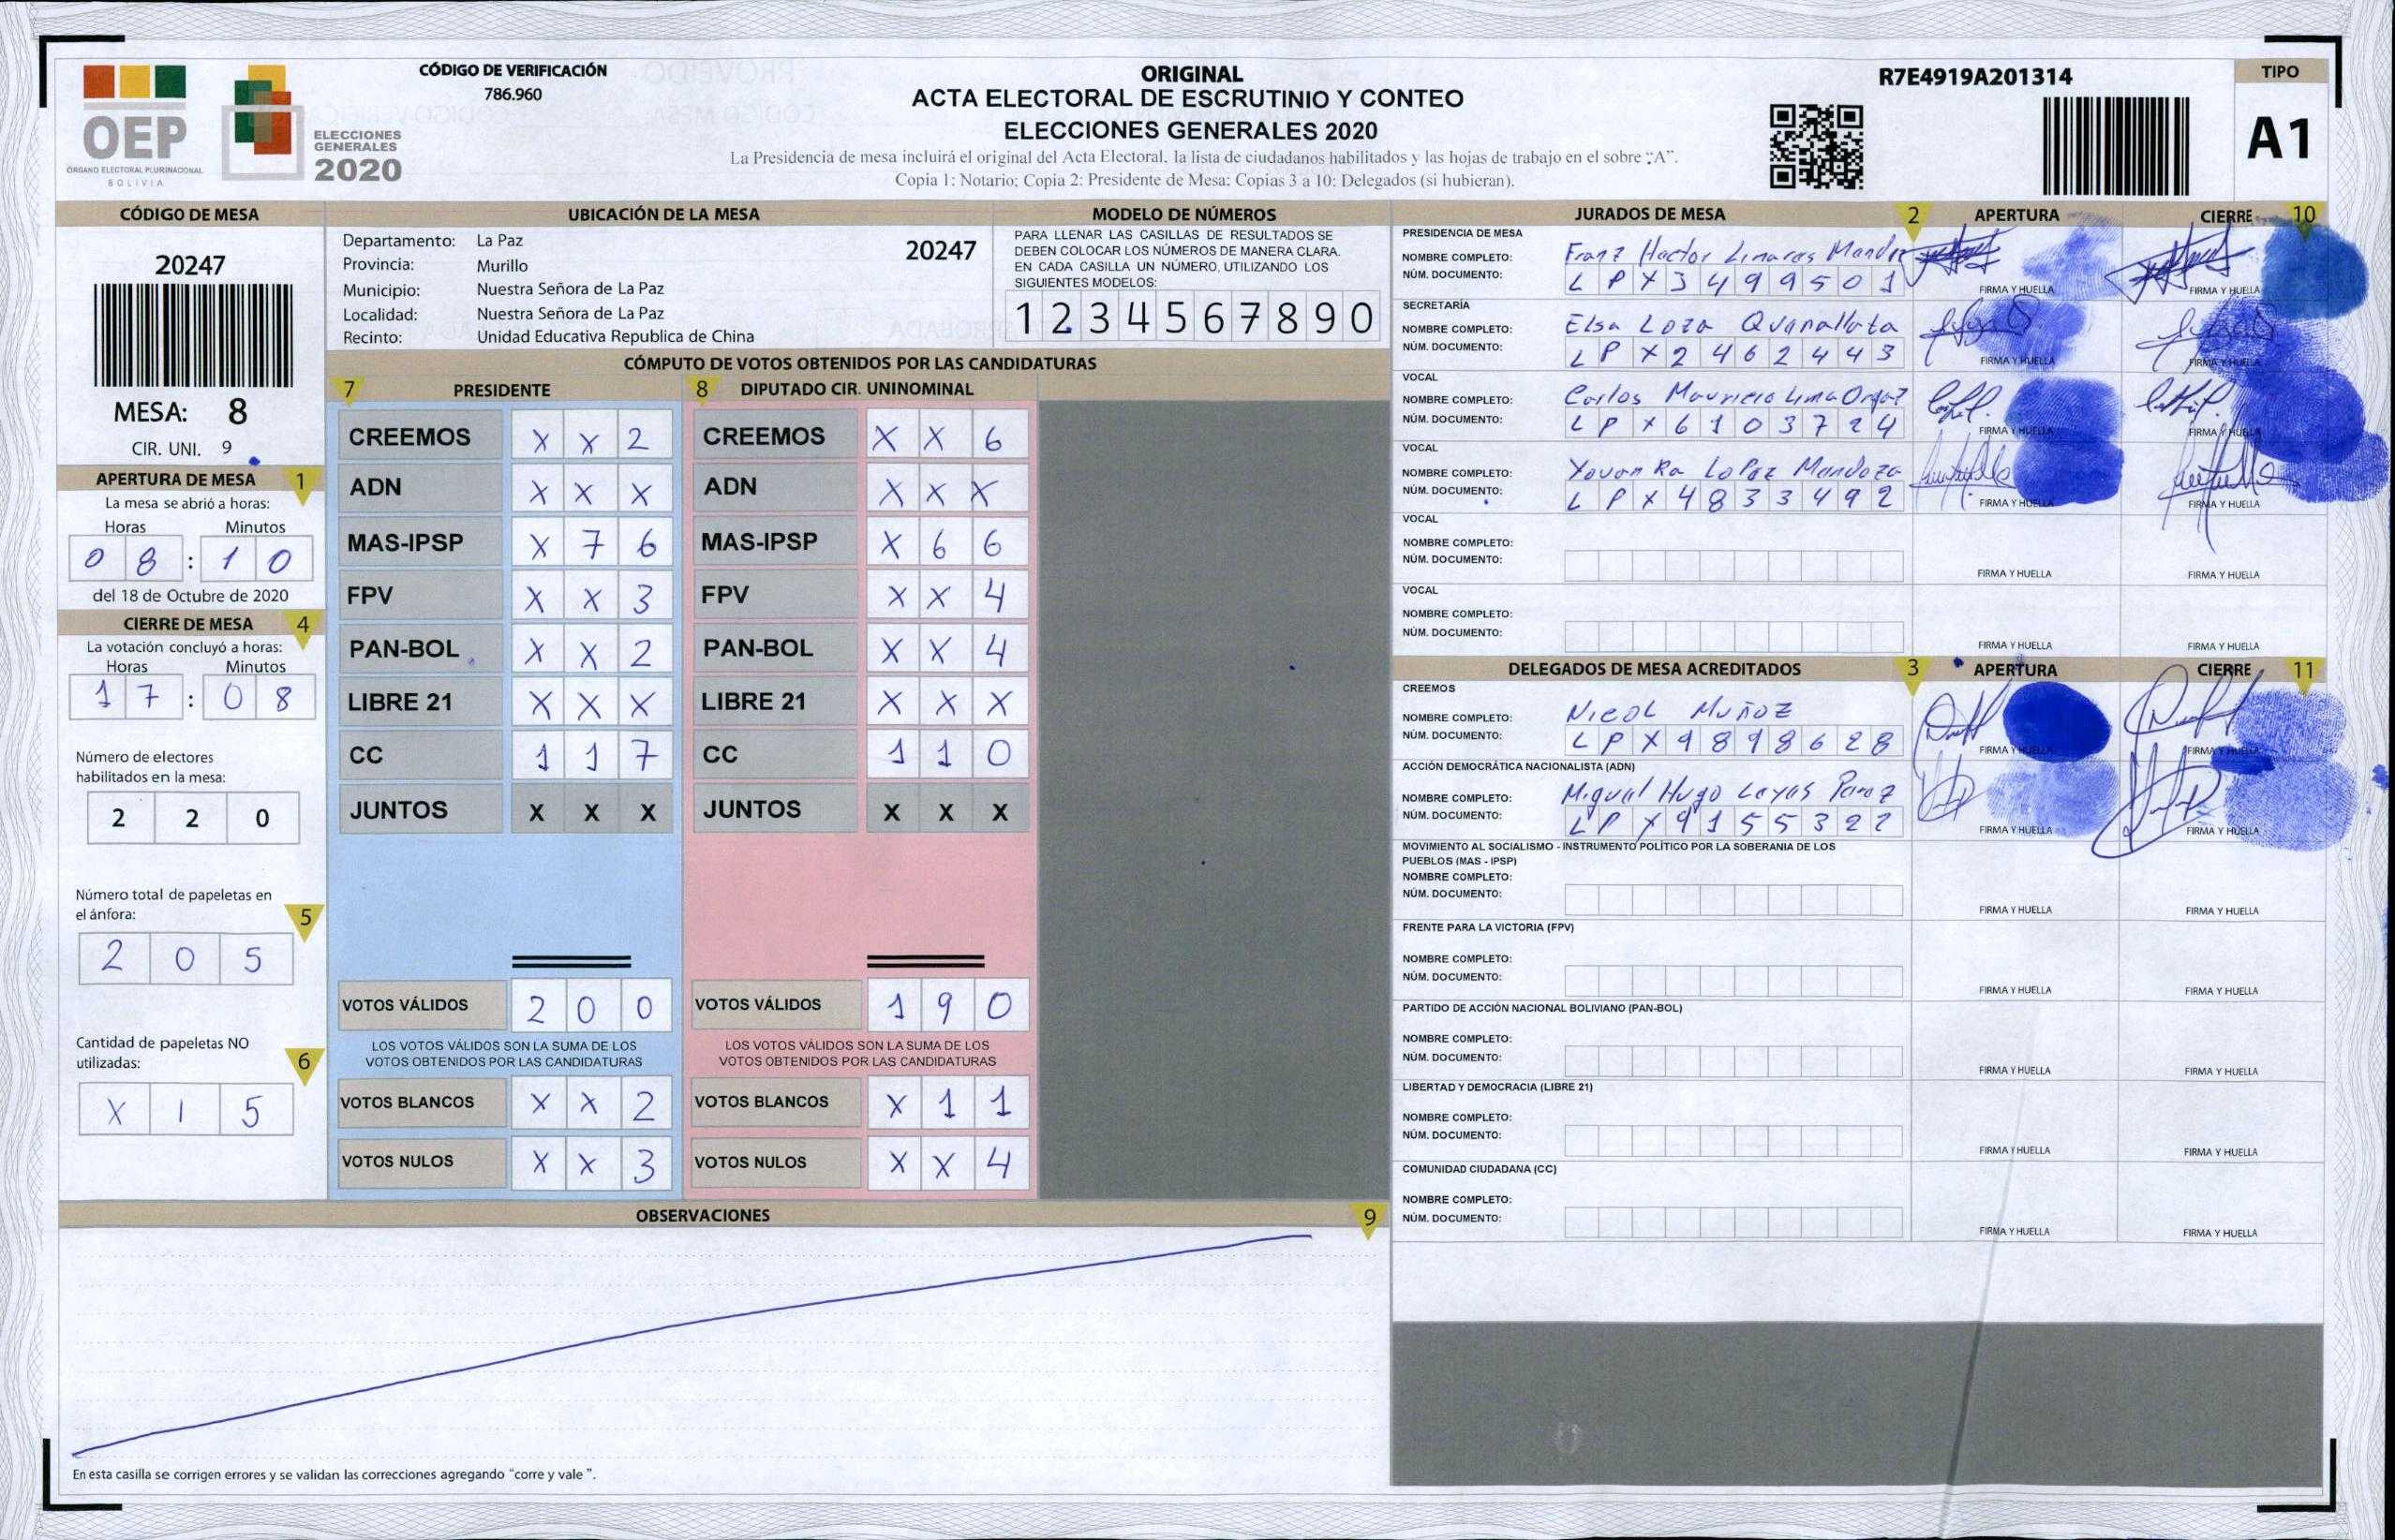 OEP
ÓRGANO ELECTORAL PLURINACIONAL
BOLIVIA
ELECCIONES
GENERALES
2020
CÓDIGO DE VERIFICACIÓN
786.960
ORIGINAL
ACTA ELECTORAL DE ESCRUTINIO Y CONTEO
ELECCIONES GENERALES 2020
La Presidencia de mesa incluirá el original del Acta Electoral, la lista de ciudadanos habilitados y las hojas de trabajo en el sobre “A”.
Copia 1: Notario; Copia 2: Presidente de Mesa; Copias 3 a 10: Delegados (si hubieran).
R7E4919A201314
TIPO
A1
CÓDIGO DE MESA
20247
MESA: 8
CIR. UNI. 9
APERTURA DE MESA 1
La mesa se abrió a horas:
Horas Minutos
0 8 : 1 0
del 18 de Octubre de 2020
CIERRE DE MESA 4
La votación concluyó a horas:
Horas Minutos
1 7 : 0 8
Número de electores
habilitados en la mesa:
2 2 0
Número total de papeletas en
el ánfora: 5
2 0 5
Cantidad de papeletas NO
utilizadas: 6
X 1 5
UBICACIÓN DE LA MESA
Departamento: La Paz 20247
Provincia: Murillo
Municipio: Nuestra Señora de La Paz
Localidad: Nuestra Señora de La Paz
Recinto: Unidad Educativa Republica de China
MODELO DE NÚMEROS
PARA LLENAR LAS CASILLAS DE RESULTADOS SE
DEBEN COLOCAR LOS NÚMEROS DE MANERA CLARA.
EN CADA CASILLA UN NÚMERO, UTILIZANDO LOS
SIGUIENTES MODELOS:
1 2 3 4 5 6 7 8 9 0
CÓMPUTO DE VOTOS OBTENIDOS POR LAS CANDIDATURAS
7 PRESIDENTE
CREEMOS X X 2
ADN X X X
MAS-IPSP X 7 6
FPV X X 3
PAN-BOL X X 2
LIBRE 21 X X X
CC 1 1 7
JUNTOS X X X
VOTOS VÁLIDOS 2 0 0
LOS VOTOS VÁLIDOS SON LA SUMA DE LOS
VOTOS OBTENIDOS POR LAS CANDIDATURAS
VOTOS BLANCOS X X 2
VOTOS NULOS X X 3
8 DIPUTADO CIR. UNINOMINAL
CREEMOS X X 6
ADN X X X
MAS-IPSP X 6 6
FPV X X 4
PAN-BOL X X 4
LIBRE 21 X X X
CC 1 1 0
JUNTOS X X X
VOTOS VÁLIDOS 1 9 0
LOS VOTOS VÁLIDOS SON LA SUMA DE LOS
VOTOS OBTENIDOS POR LAS CANDIDATURAS
VOTOS BLANCOS X 1 1
VOTOS NULOS X X 4
OBSERVACIONES 9
En esta casilla se corrigen errores y se validan las correcciones agregando “corre y vale”.
JURADOS DE MESA 2 APERTURA CIERRE 10
PRESIDENCIA DE MESA
NOMBRE COMPLETO: Franz Hector Linares
NÚM. DOCUMENTO: L P X 3 4 9 9 5 0 1
FIRMA Y HUELLA FIRMA Y HUELLA
SECRETARÍA
NOMBRE COMPLETO: Elsa Loza
NÚM. DOCUMENTO: L P X 2 4 6 2 4 4 3
FIRMA Y HUELLA FIRMA Y HUELLA
VOCAL
NOMBRE COMPLETO: Carlos Mauricio Lima
NÚM. DOCUMENTO: L P X 6 1 0 3 7 2 4
FIRMA Y HUELLA FIRMA Y HUELLA
VOCAL
NOMBRE COMPLETO: Lopez Mendoza
NÚM. DOCUMENTO: L P X 4 8 3 3 4 9 2
FIRMA Y HUELLA FIRMA Y HUELLA
VOCAL
NOMBRE COMPLETO:
NÚM. DOCUMENTO:
FIRMA Y HUELLA FIRMA Y HUELLA
VOCAL
NOMBRE COMPLETO:
NÚM. DOCUMENTO:
FIRMA Y HUELLA FIRMA Y HUELLA
DELEGADOS DE MESA ACREDITADOS 3 APERTURA CIERRE 11
CREEMOS
NOMBRE COMPLETO: Nicol Muñoz
NÚM. DOCUMENTO: L P X 9 8 9 8 6 2 8
FIRMA Y HUELLA FIRMA Y HUELLA
ACCIÓN DEMOCRÁTICA NACIONALISTA (ADN)
NOMBRE COMPLETO: Miguel Hugo Perez
NÚM. DOCUMENTO: L P X 9 1 5 5 3 2 2
FIRMA Y HUELLA FIRMA Y HUELLA
MOVIMIENTO AL SOCIALISMO - INSTRUMENTO POLÍTICO POR LA SOBERANIA DE LOS
PUEBLOS (MAS - IPSP)
NOMBRE COMPLETO:
NÚM. DOCUMENTO:
FIRMA Y HUELLA FIRMA Y HUELLA
FRENTE PARA LA VICTORIA (FPV)
NOMBRE COMPLETO:
NÚM. DOCUMENTO:
FIRMA Y HUELLA FIRMA Y HUELLA
PARTIDO DE ACCIÓN NACIONAL BOLIVIANO (PAN-BOL)
NOMBRE COMPLETO:
NÚM. DOCUMENTO:
FIRMA Y HUELLA FIRMA Y HUELLA
LIBERTAD Y DEMOCRACIA (LIBRE 21)
NOMBRE COMPLETO:
NÚM. DOCUMENTO:
FIRMA Y HUELLA FIRMA Y HUELLA
COMUNIDAD CIUDADANA (CC)
NOMBRE COMPLETO:
NÚM. DOCUMENTO:
FIRMA Y HUELLA FIRMA Y HUELLA